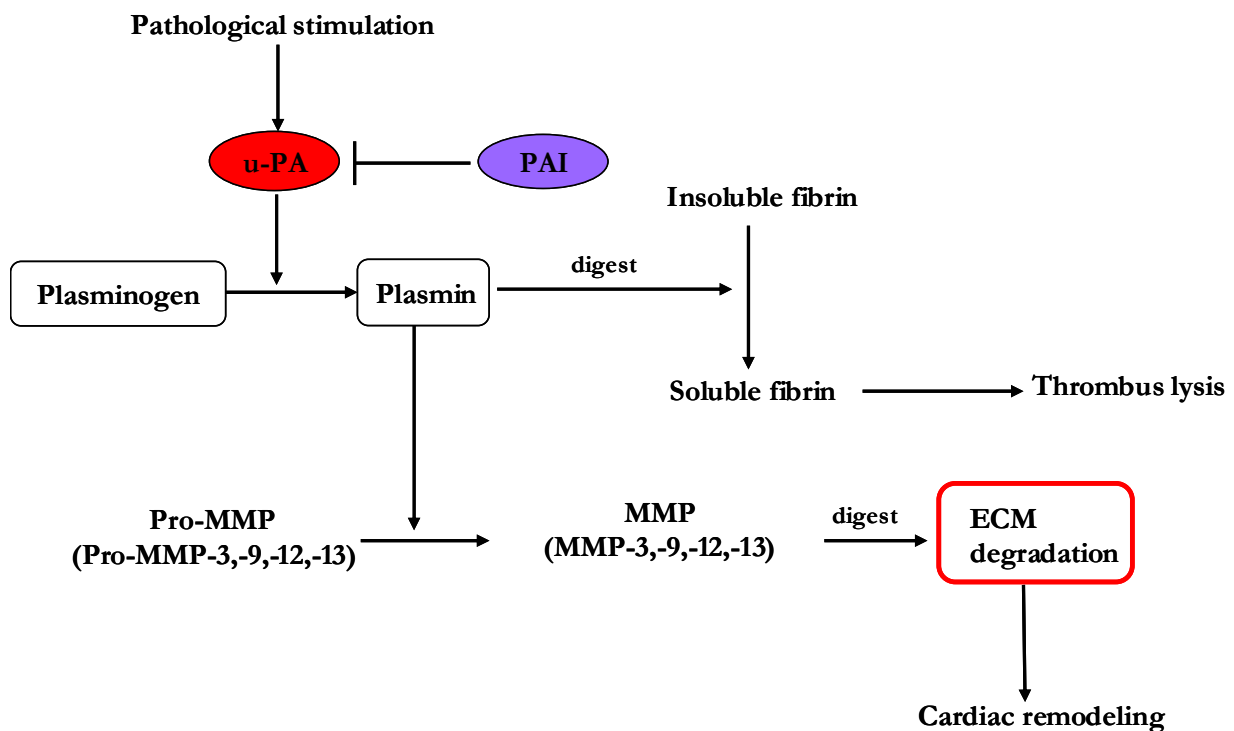 Pathological stimulation
u-PA
PAI
Insoluble fibrin
digest
Plasminogen
Plasmin
Soluble fibrin
Thrombus lysis
Pro-MMP
(Pro-MMP-3,-9,-12,-13)
MMP
(MMP-3,-9,-12,-13)
digest
ECM
degradation
Cardiac remodeling